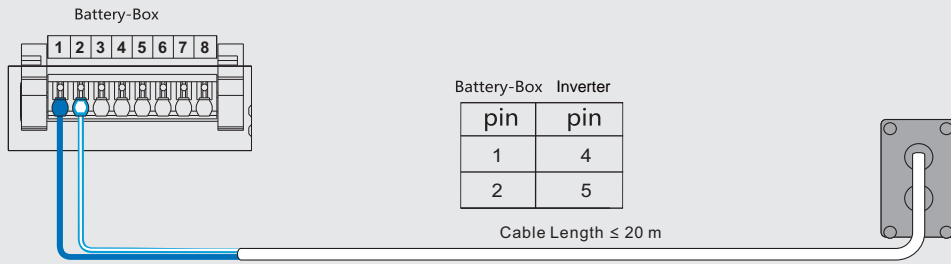 Battery-Box
1 2 3 4 5 6 7 8
Battery-Box Inverter
pin pin
1 4
2 5
Cable Length ≤ 20 m